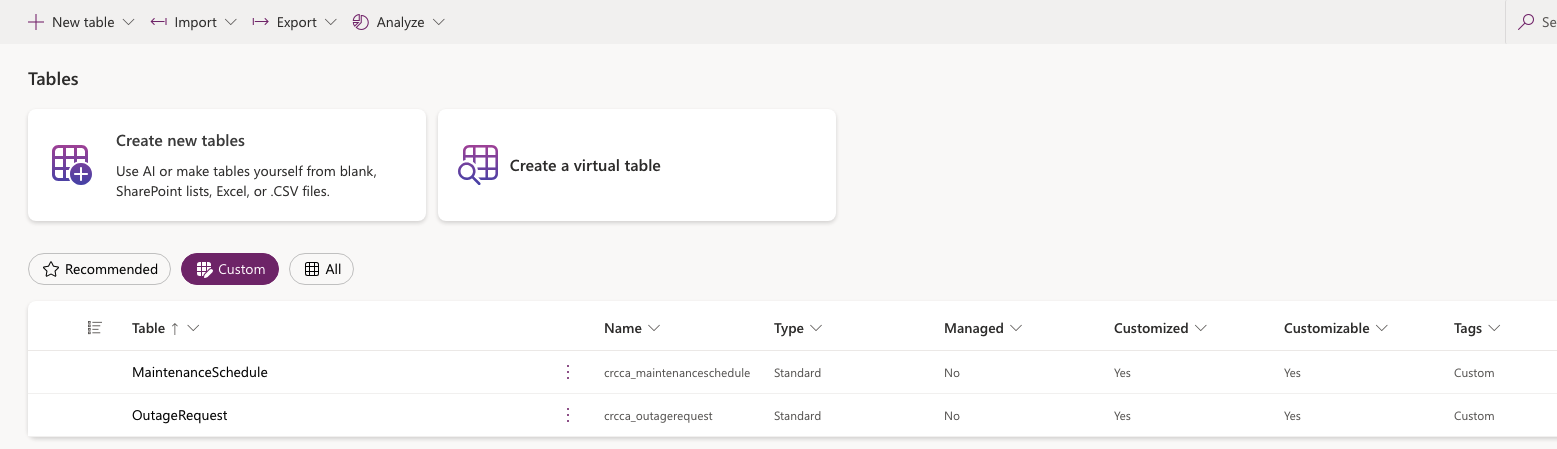 New table Import Export Analyze
Tables
Create new tables
Use AI or make tables yourself from blank,
SharePoint lists, Excel, or .CSV files.
Create a virtual table
Recommended Custom All
Table ↑ Name Type Managed Customized Customizable Tags
MaintenanceSchedule crcca_maintenanceschedule Standard No Yes Yes Custom
OutageRequest crcca_outagerequest Standard No Yes Yes Custom